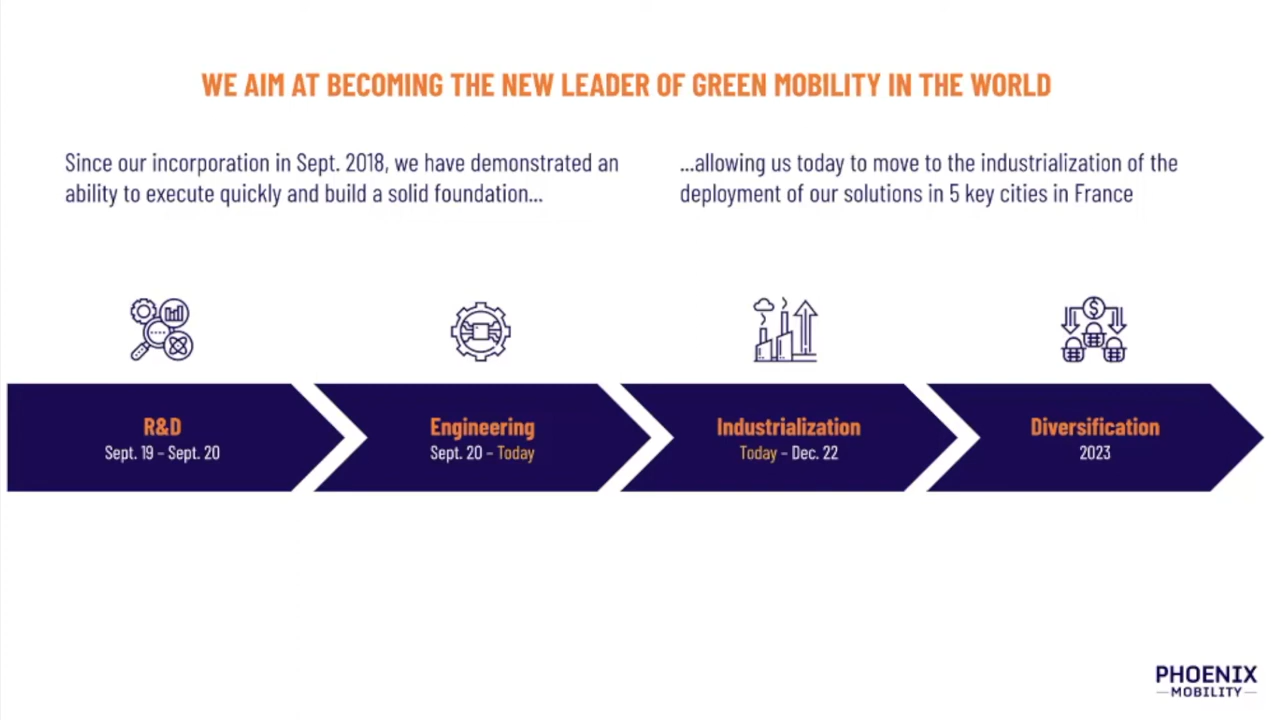 WE AIM AT BECOMING THE NEW LEADER OF GREEN MOBILITY IN THE WORLD
Since our incorporation in Sept. 2018, we have demonstrated an
ability to execute quickly and build a solid foundation...
...allowing us today to move to the industrialization of the
deployment of our solutions in 5 key cities in France
R&D
Sept. 19 – Sept. 20
Engineering
Sept. 20 – Today
Industrialization
Today – Dec. 22
Diversification
2023
PHOENIX
MOBILITY